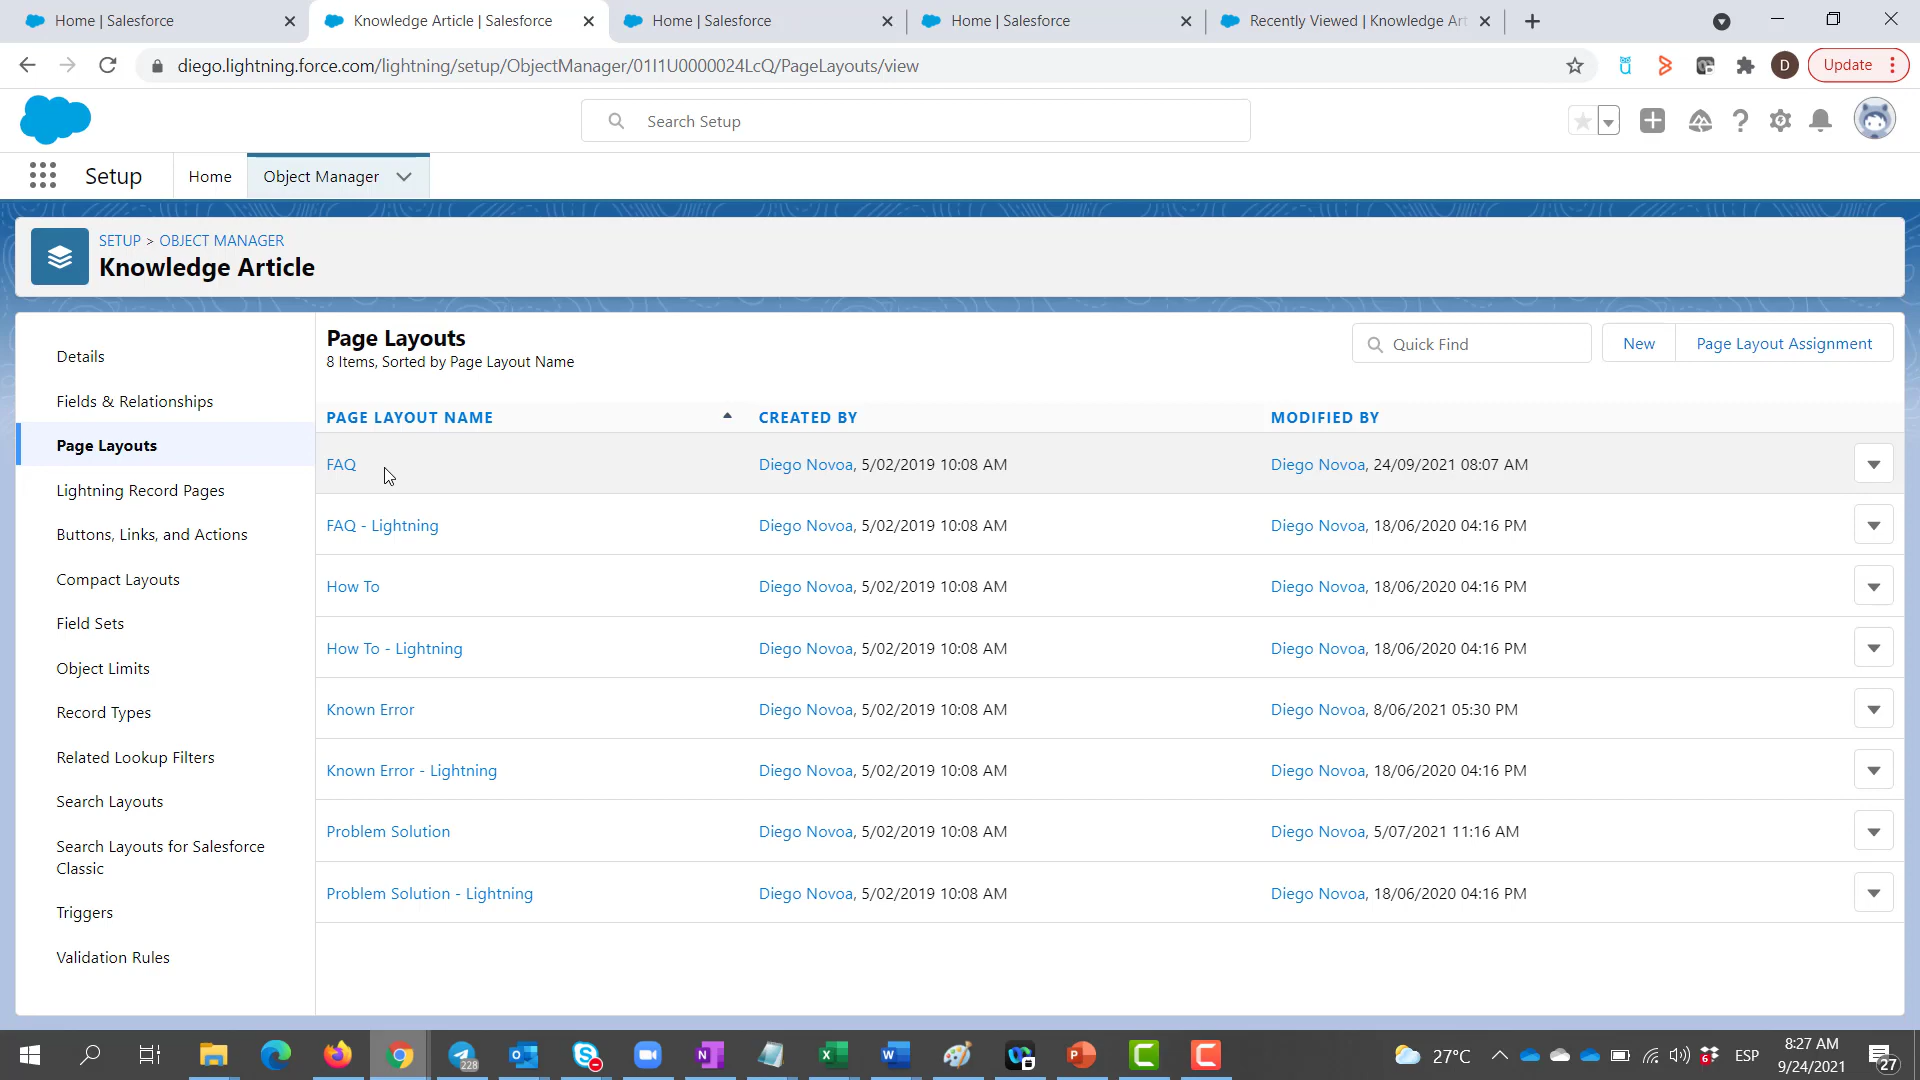 Home | Salesforce
Knowledge Article | Salesforce
Home | Salesforce
Home | Salesforce
Recently Viewed | Knowledge Art
diego.lightning.force.com/lightning/setup/ObjectManager/01I1U0000024LcQ/PageLayouts/view
D
Update
Search Setup
Setup
Home
Object Manager
SETUP > OBJECT MANAGER
Knowledge Article
Details
Fields & Relationships
Page Layouts
Lightning Record Pages
Buttons, Links, and Actions
Compact Layouts
Field Sets
Object Limits
Record Types
Related Lookup Filters
Search Layouts
Search Layouts for Salesforce
Classic
Triggers
Validation Rules
Page Layouts
8 Items, Sorted by Page Layout Name
Quick Find
New
Page Layout Assignment
PAGE LAYOUT NAME CREATED BY MODIFIED BY
FAQ Diego Novoa, 5/02/2019 10:08 AM Diego Novoa, 24/09/2021 08:07 AM
FAQ - Lightning Diego Novoa, 5/02/2019 10:08 AM Diego Novoa, 18/06/2020 04:16 PM
How To Diego Novoa, 5/02/2019 10:08 AM Diego Novoa, 18/06/2020 04:16 PM
How To - Lightning Diego Novoa, 5/02/2019 10:08 AM Diego Novoa, 18/06/2020 04:16 PM
Known Error Diego Novoa, 5/02/2019 10:08 AM Diego Novoa, 8/06/2021 05:30 PM
Known Error - Lightning Diego Novoa, 5/02/2019 10:08 AM Diego Novoa, 18/06/2020 04:16 PM
Problem Solution Diego Novoa, 5/02/2019 10:08 AM Diego Novoa, 5/07/2021 11:16 AM
Problem Solution - Lightning Diego Novoa, 5/02/2019 10:08 AM Diego Novoa, 18/06/2020 04:16 PM
228
27°C
6
ESP
8:27 AM
9/24/2021
27